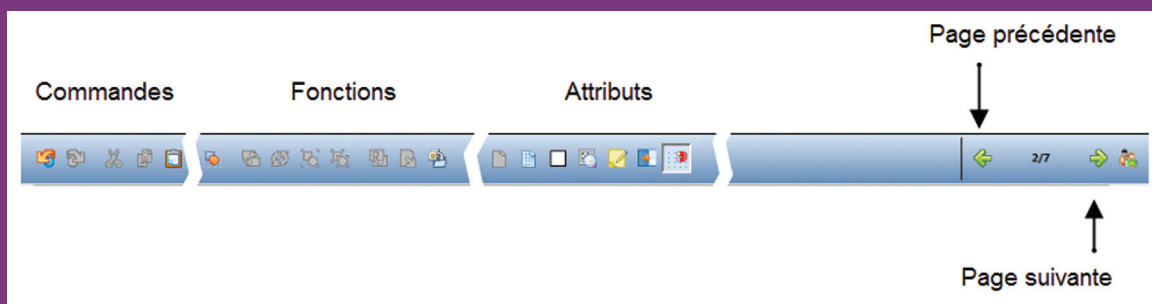 Page précédente
Commandes
Fonctions
Attributs
2/7
Page suivante